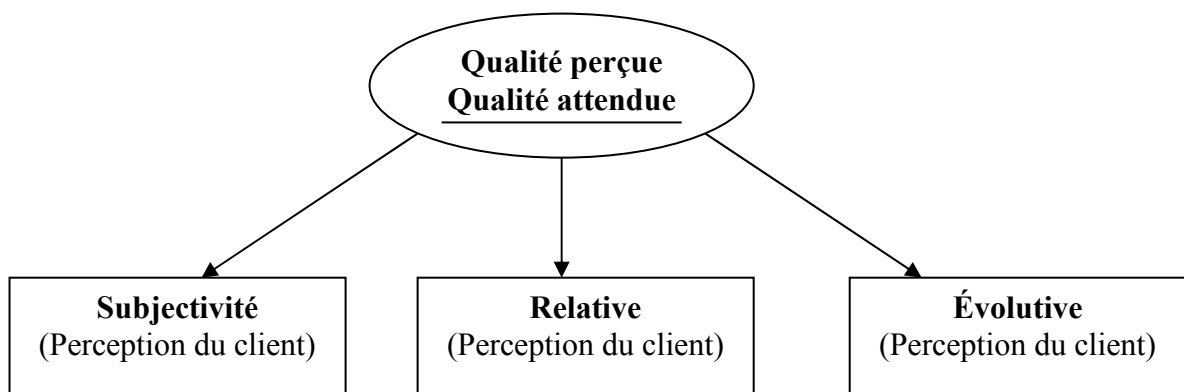 Qualité perçue
Qualité attendue
Subjectivité
(Perception du client)
Relative
(Perception du client)
Évolutive
(Perception du client)